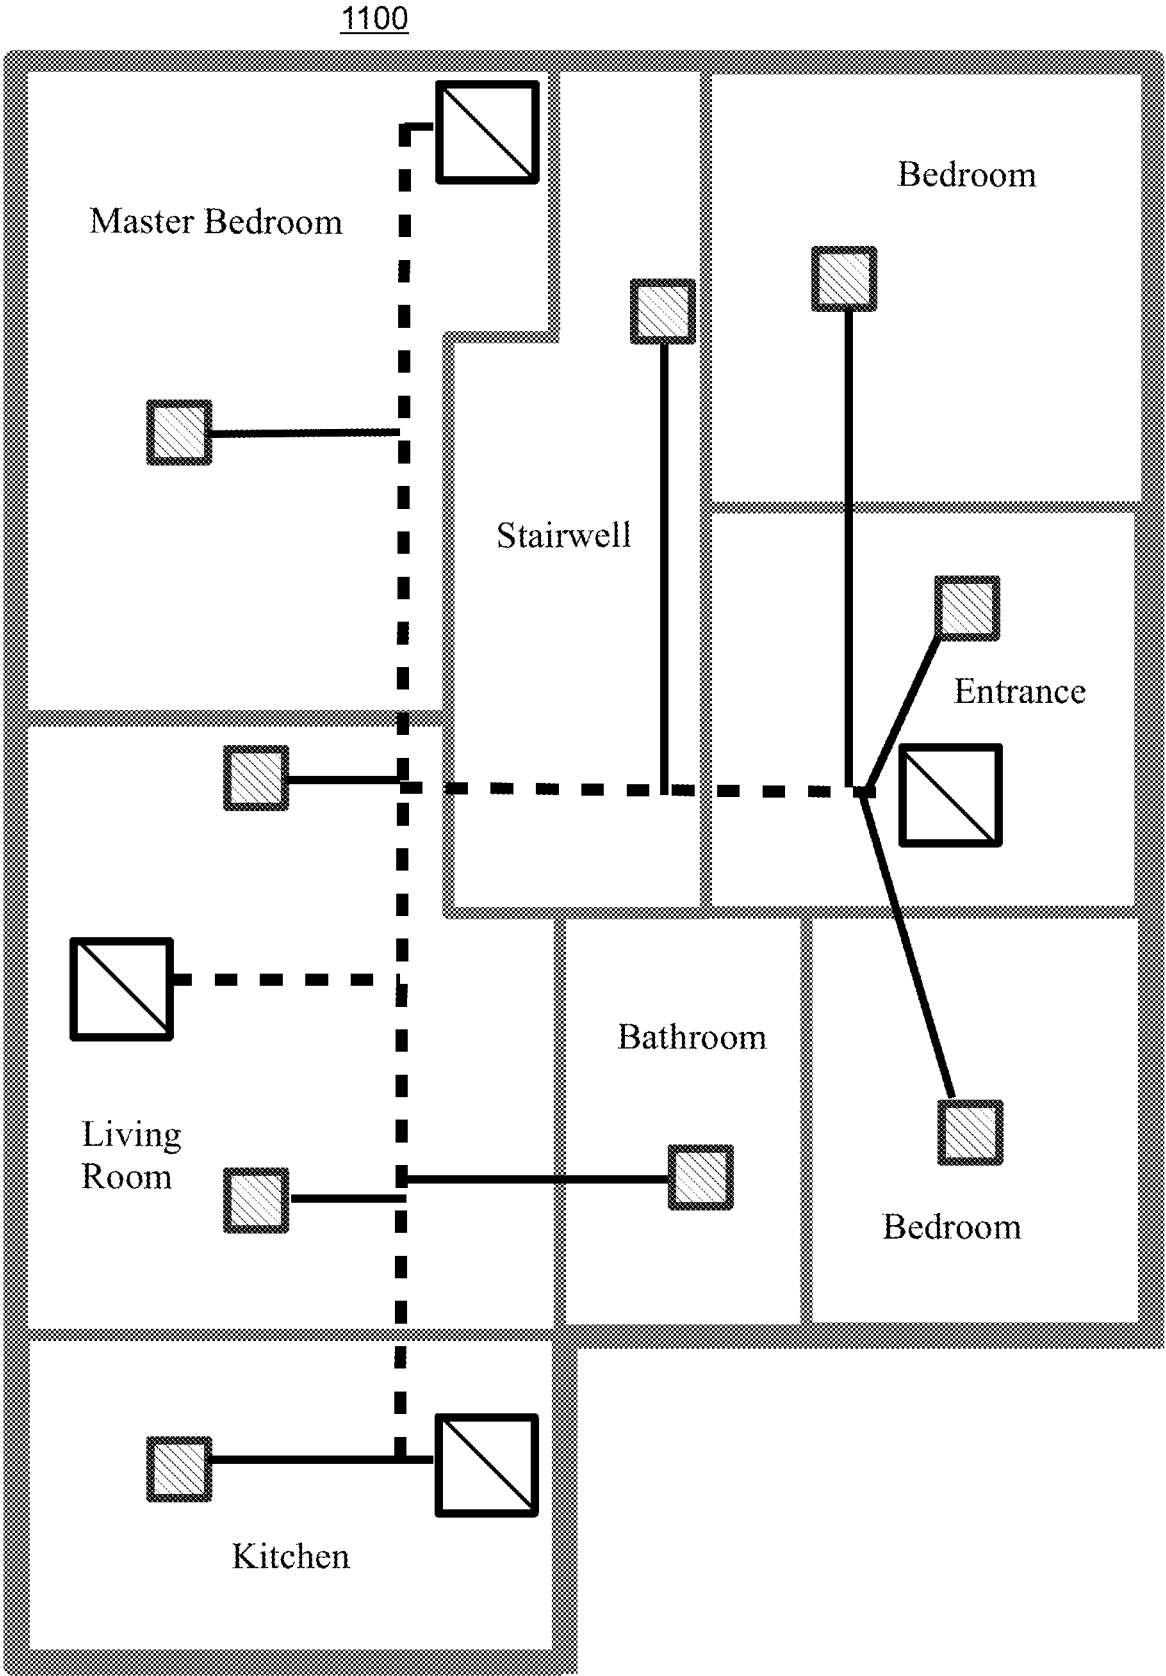 1100
Bedroom
Master Bedroom
Stairwell
Entrance
Bathroom
Living
Room
Bedroom
Kitchen